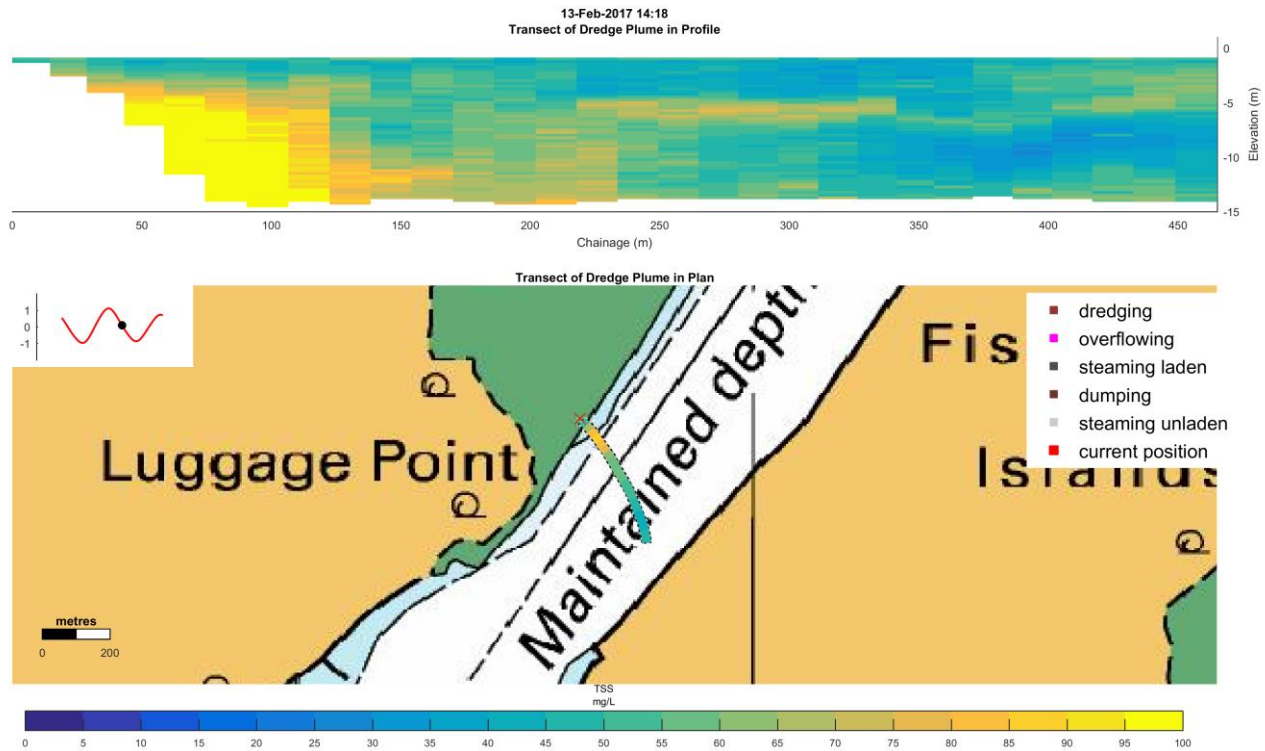 13-Feb-2017 14:18
Transect of Dredge Plume in Profile
0
-5
-10
-15
Elevation (m)
0 50 100 150 200 250 300 350 400 450
Chainage (m)
Transect of Dredge Plume in Plan
1
0
-1
dredging
overflowing
steaming laden
dumping
steaming unladen
current position
Fis
Islands
Luggage Point
Maintained depth
metres
0 200
TSS
mg/L
0 5 10 15 20 25 30 35 40 45 50 55 60 65 70 75 80 85 90 95 100